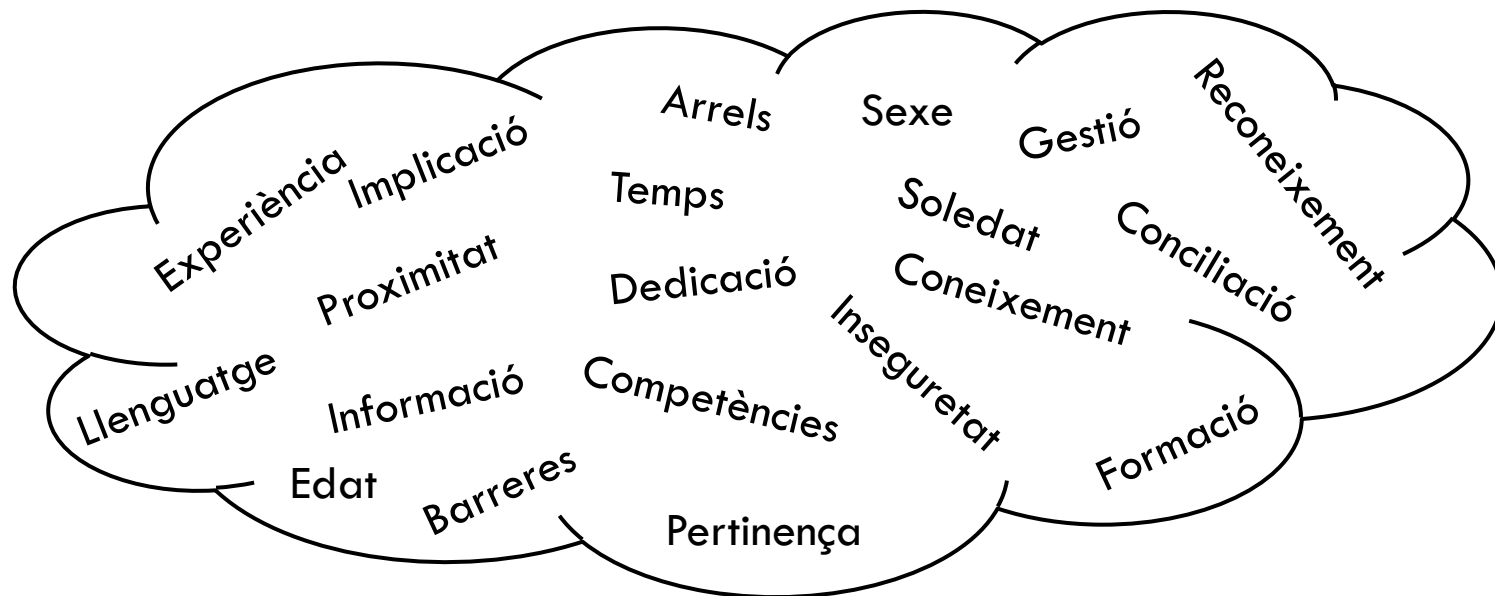 Arrels
Sexe
Gestió
Reconeixement
Experiència
Implicació
Temps
Soledat
Conciliació
Proximitat
Dedicació
Coneixement
Inseguretat
Llenguatge
Informació
Competències
Formació
Edat
Barreres
Pertinença